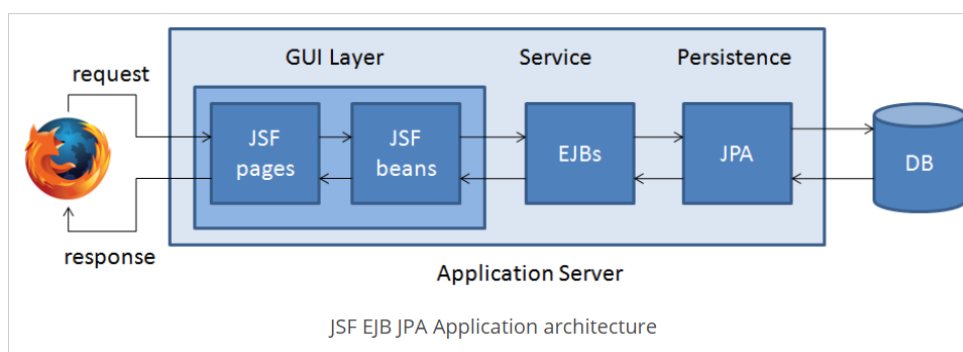 GUI Layer
Service
Persistence
request
JSF
pages
JSF
beans
EJBs
JPA
DB
response
Application Server
JSF EJB JPA Application architecture